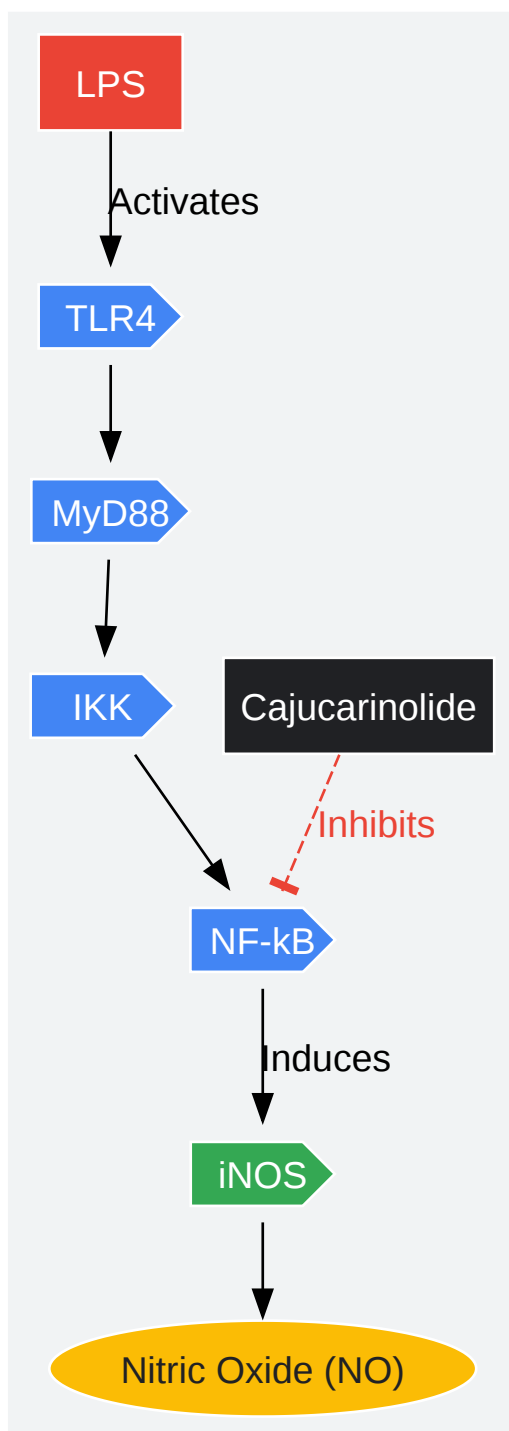 LPS
Activates
TLR4
MyD88
IKK
Cajucarinolide
Inhibits
NF-kB
Induces
iNOS
Nitric Oxide (NO)